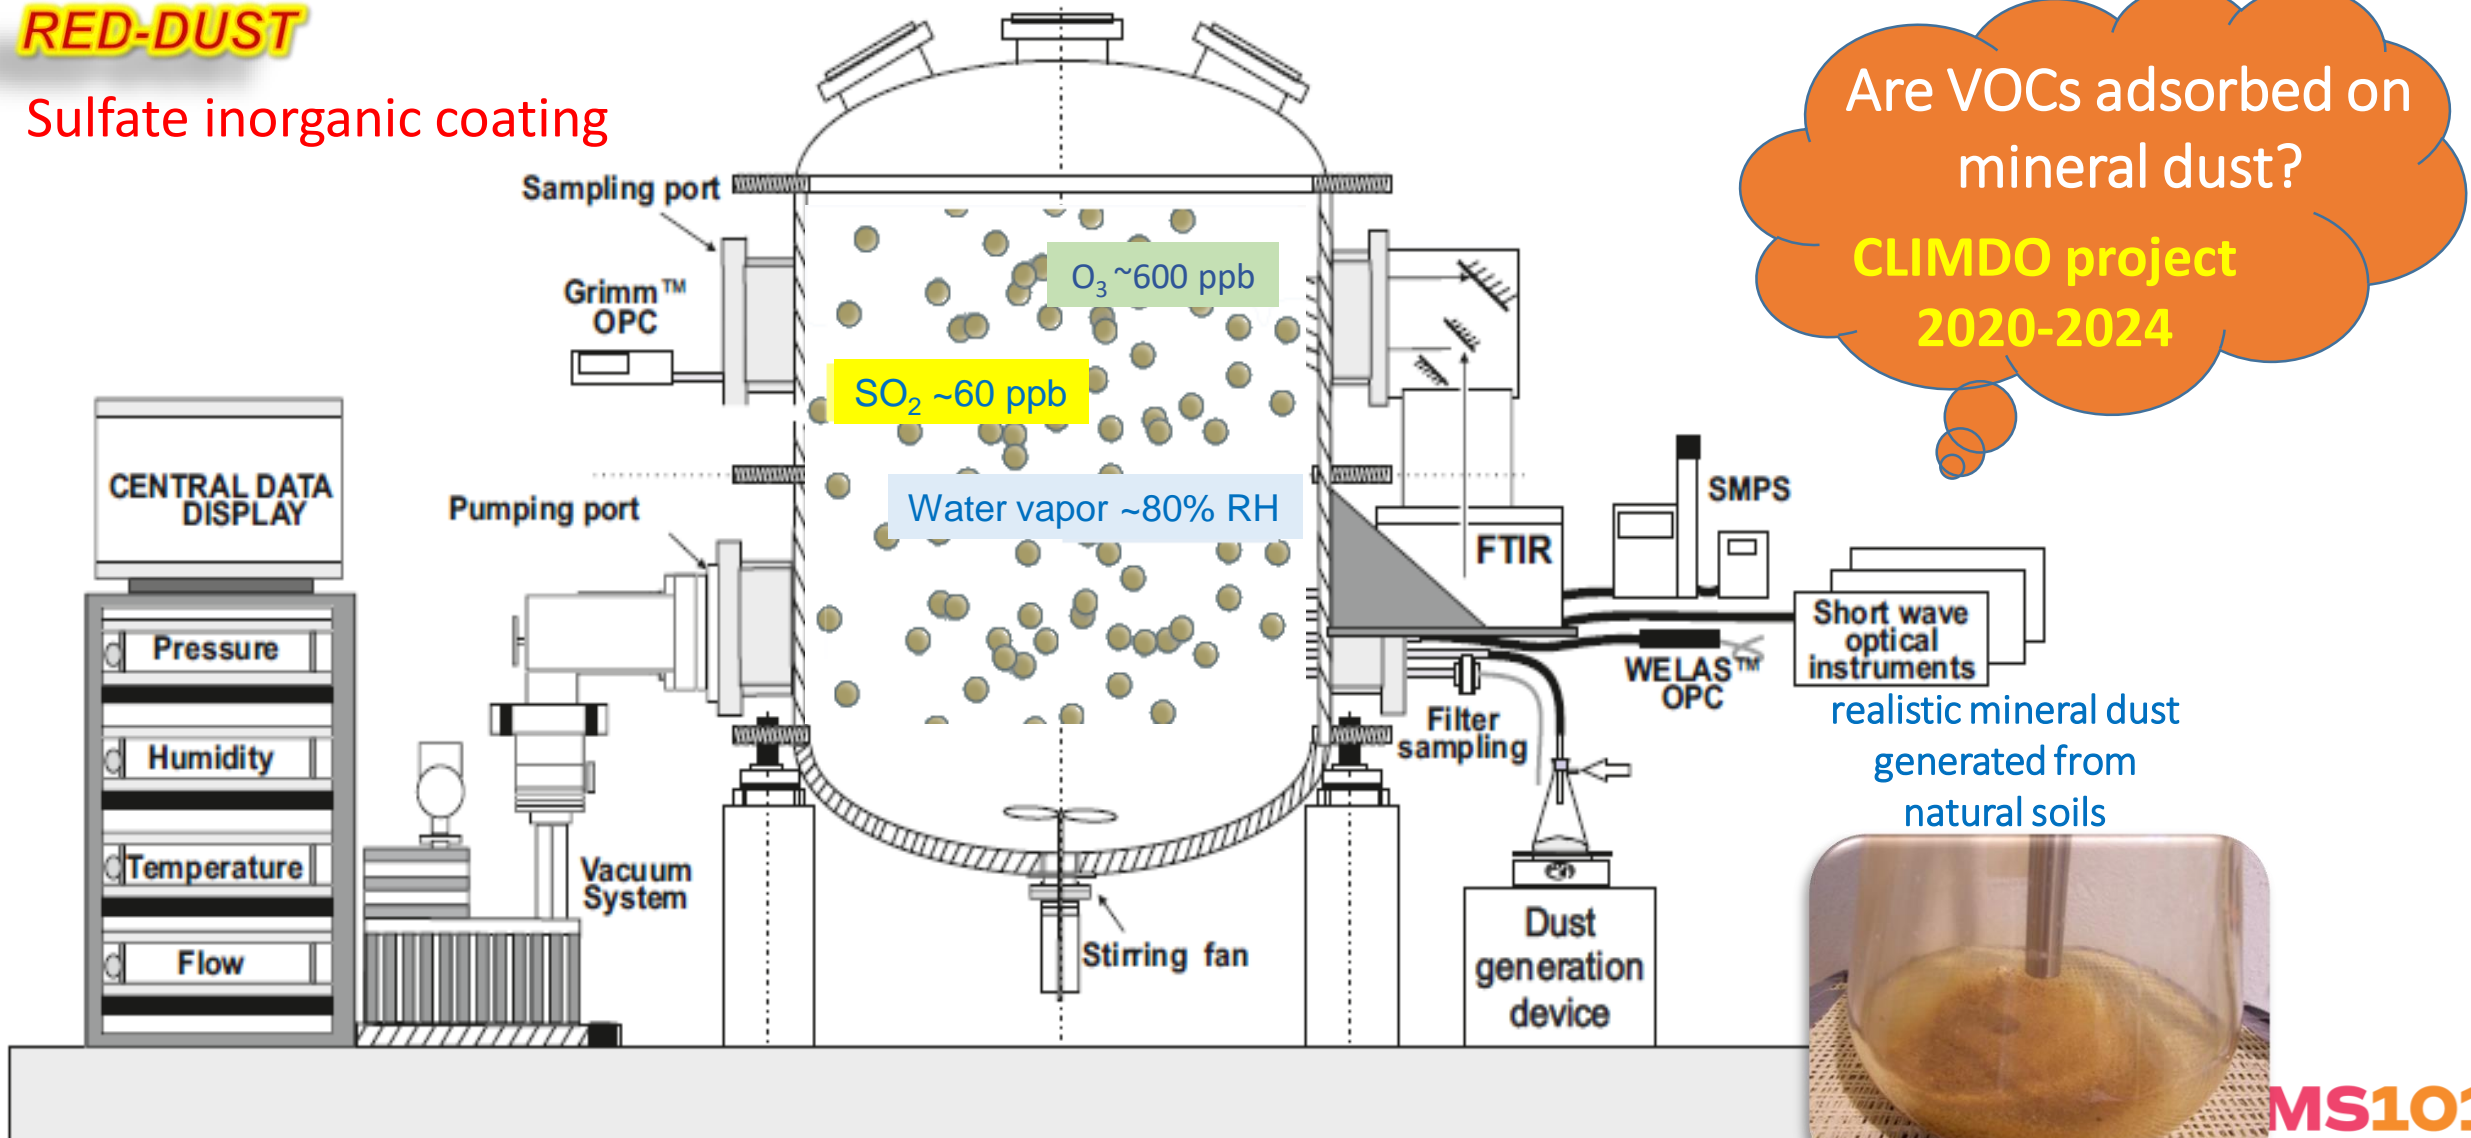 RED-DUST
Sulfate inorganic coating
Are VOCs adsorbed on
mineral dust?
CLIMDO project
2020-2024
Sampling port
Grimm™
OPC
O3 ~600 ppb
SO2 ~60 ppb
Water vapor ~80% RH
CENTRAL DATA
DISPLAY
Pumping port
Pressure
Humidity
Temperature
Flow
Vacuum
System
Stirring fan
FTIR
SMPS
Short wave
optical
instruments
WELAS™
OPC
Filter
sampling
Dust
generation
device
realistic mineral dust
generated from
natural soils
MS101